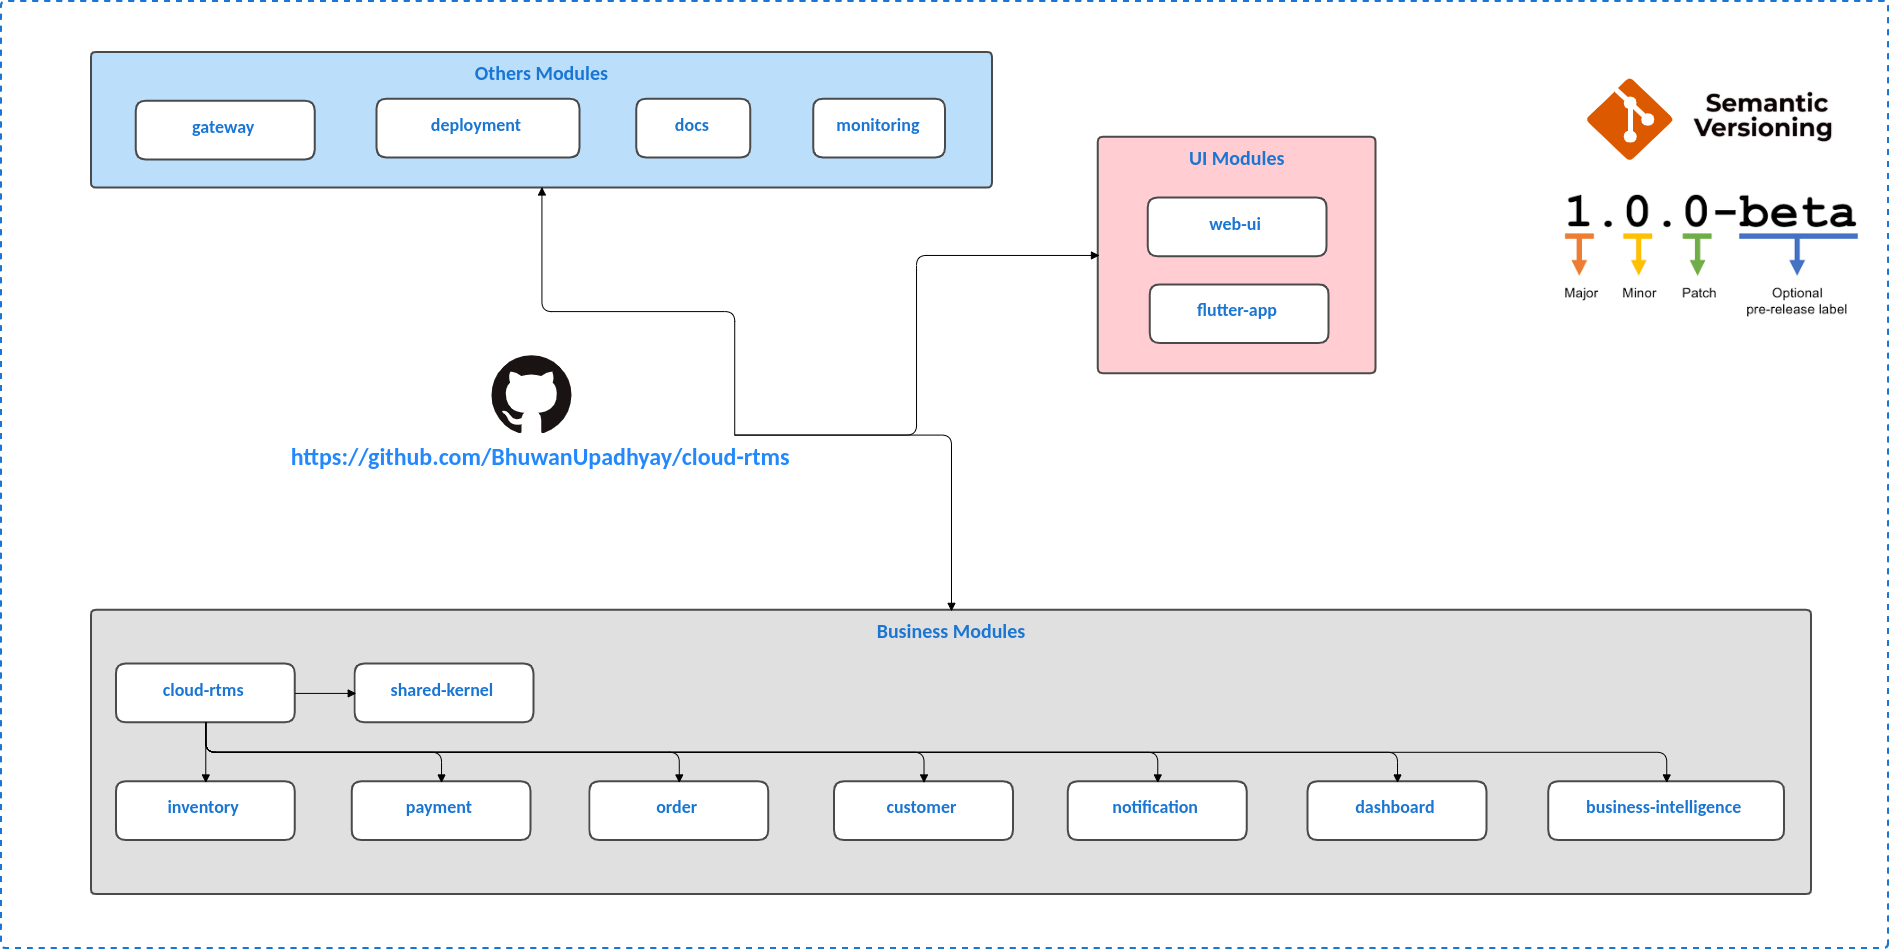 Others Modules
gateway
deployment
docs
monitoring
UI Modules
web-ui
flutter-app
Semantic
Versioning
1.0.0-beta
Major
Minor
Patch
Optional
pre-release label
https://github.com/BhuwanUpadhyay/cloud-rtms
Business Modules
cloud-rtms
shared-kernel
inventory
payment
order
customer
notification
dashboard
business-intelligence